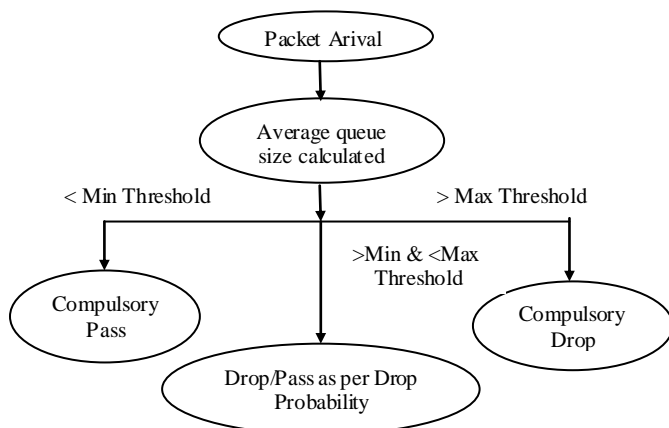 Packet Arival
Average queue
size calculated
< Min Threshold
> Max Threshold
>Min & <Max
Threshold
Compulsory
Pass
Compulsory
Drop
Drop/Pass as per Drop
Probability